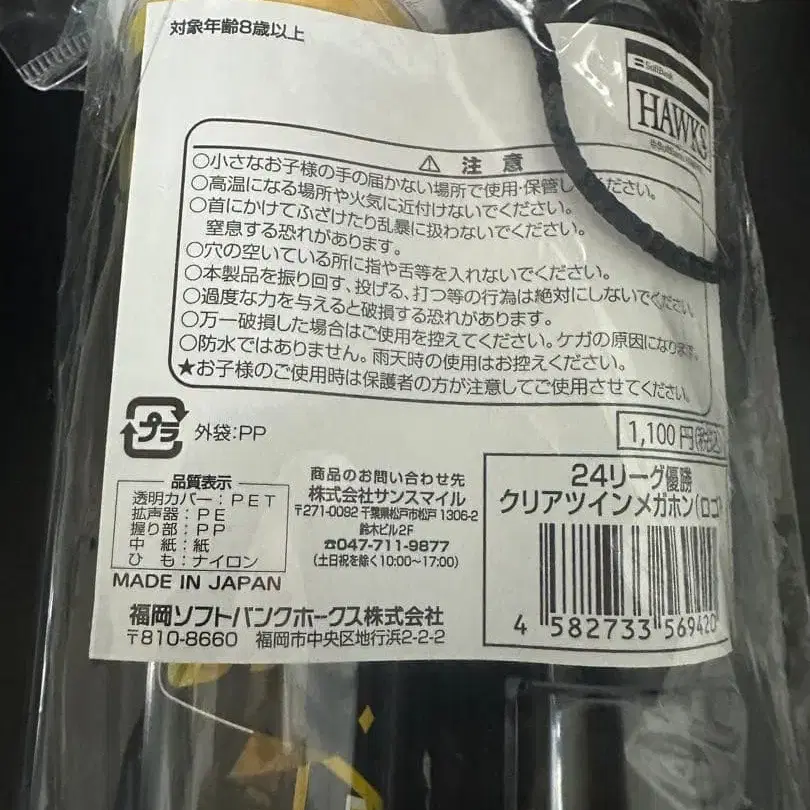 対象年齢8歳以上
SoftBank
HAWKS
⚠ 注意
○小さなお子様の手の届かない場所で使用・保管し ください。
○高温になる場所や火気に近付けないでください。
○首にかけてふざけたり乱暴に扱わないでください。
窒息する恐れがあります。
○穴の空いている所に指や舌等を入れないでください。
○本製品を振り回す、投げる、打つ等の行為は絶対にしないでください。
○過度な力を与えると破損する恐れがあります。
○万一破損した場合はご使用を控えてください。ケガの原因になります。
○防水ではありません。雨天時の使用はお控えください。
★お子様のご使用時は保護者の方が注意してご使用させてください。
プラ
外袋:PP
1,100円(税込)
品質表示
透明カバー:PET
拡声器:PE
握り部:PP
中紙:紙
ひも:ナイロン
MADE IN JAPAN
商品のお問い合わせ先
株式会社サンスマイル
〒271-0092 千葉県松戸市松戸 1306-2
鈴木ビル2F
☎047-711-9877
(土日祝を除く10:00~17:00)
24リーグ優勝
クリアツインメガホン(ロゴ)
4 582733 569420
福岡ソフトバンクホークス株式会社
〒810-8660 福岡市中央区地行浜2-2-2